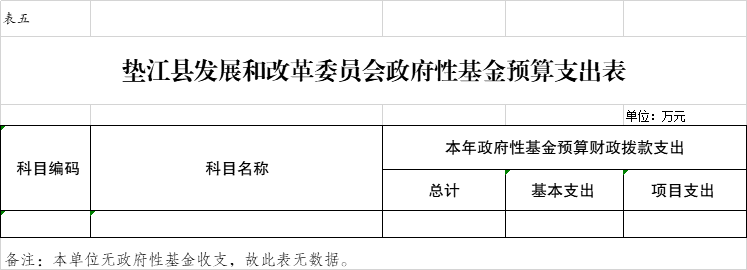 表五
垫江县发展和改革委员会政府性基金预算支出表
单位：万元
科目编码 科目名称 本年政府性基金预算财政拨款支出
总计 基本支出 项目支出
备注：本单位无政府性基金收支，故此表无数据。